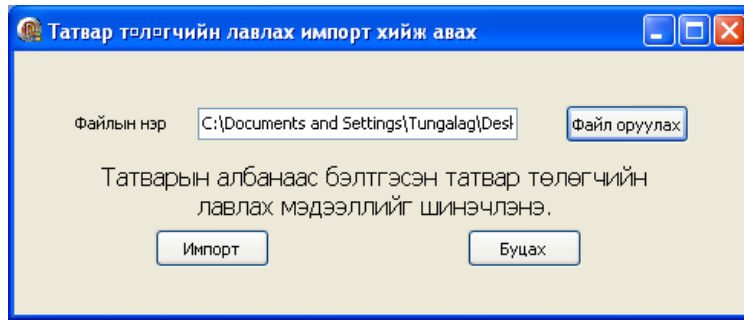 Татвар т¤л¤гчийн лавлах импорт хийж авах
Файлын нэр C:\Documents and Settings\Tungalag\Desk Файл оруулах
Татварын албанаас бэлтгэсэн татвар төлөгчийн
лавлах мэдээллийг шинэчлэнэ.
Импорт Буцах